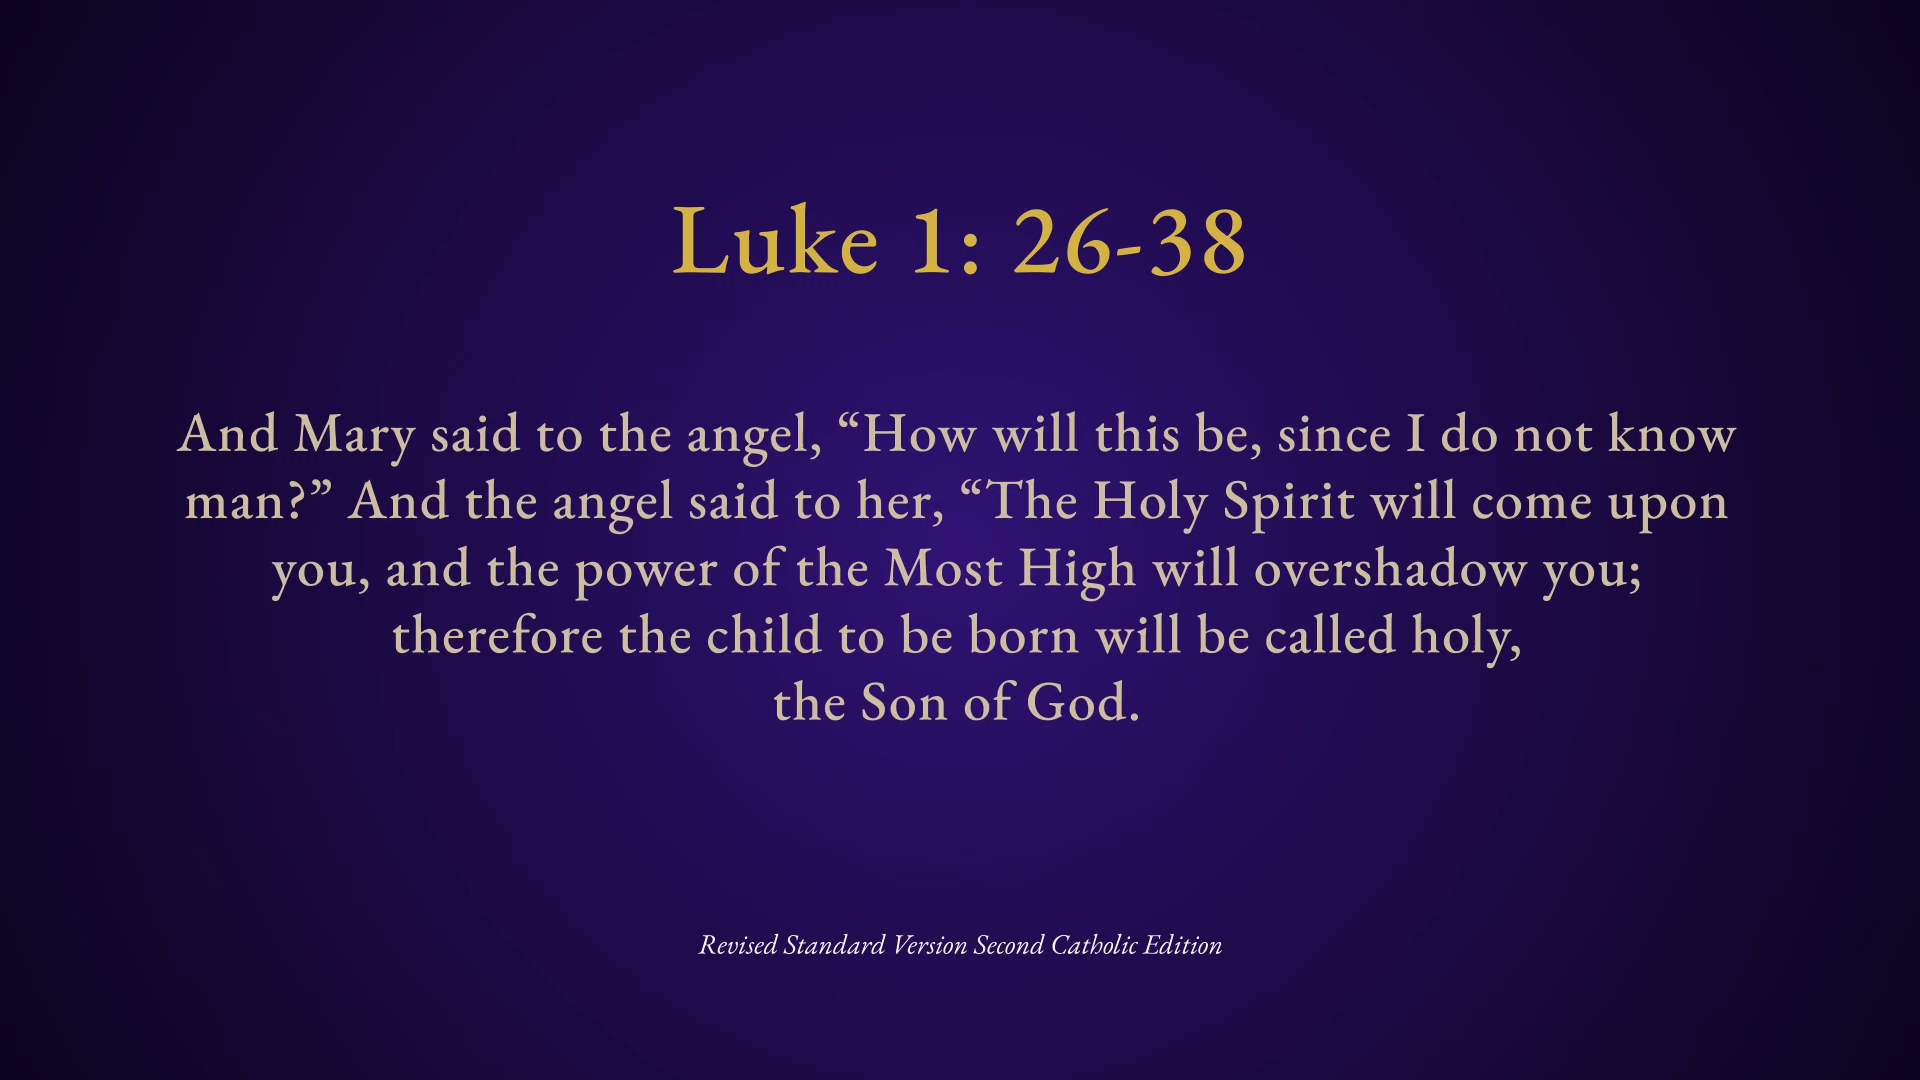 Luke 1: 26-38
And Mary said to the angel, “How will this be, since I do not know
man?” And the angel said to her, “The Holy Spirit will come upon
you, and the power of the Most High will overshadow you;
therefore the child to be born will be called holy,
the Son of God.
Revised Standard Version Second Catholic Edition